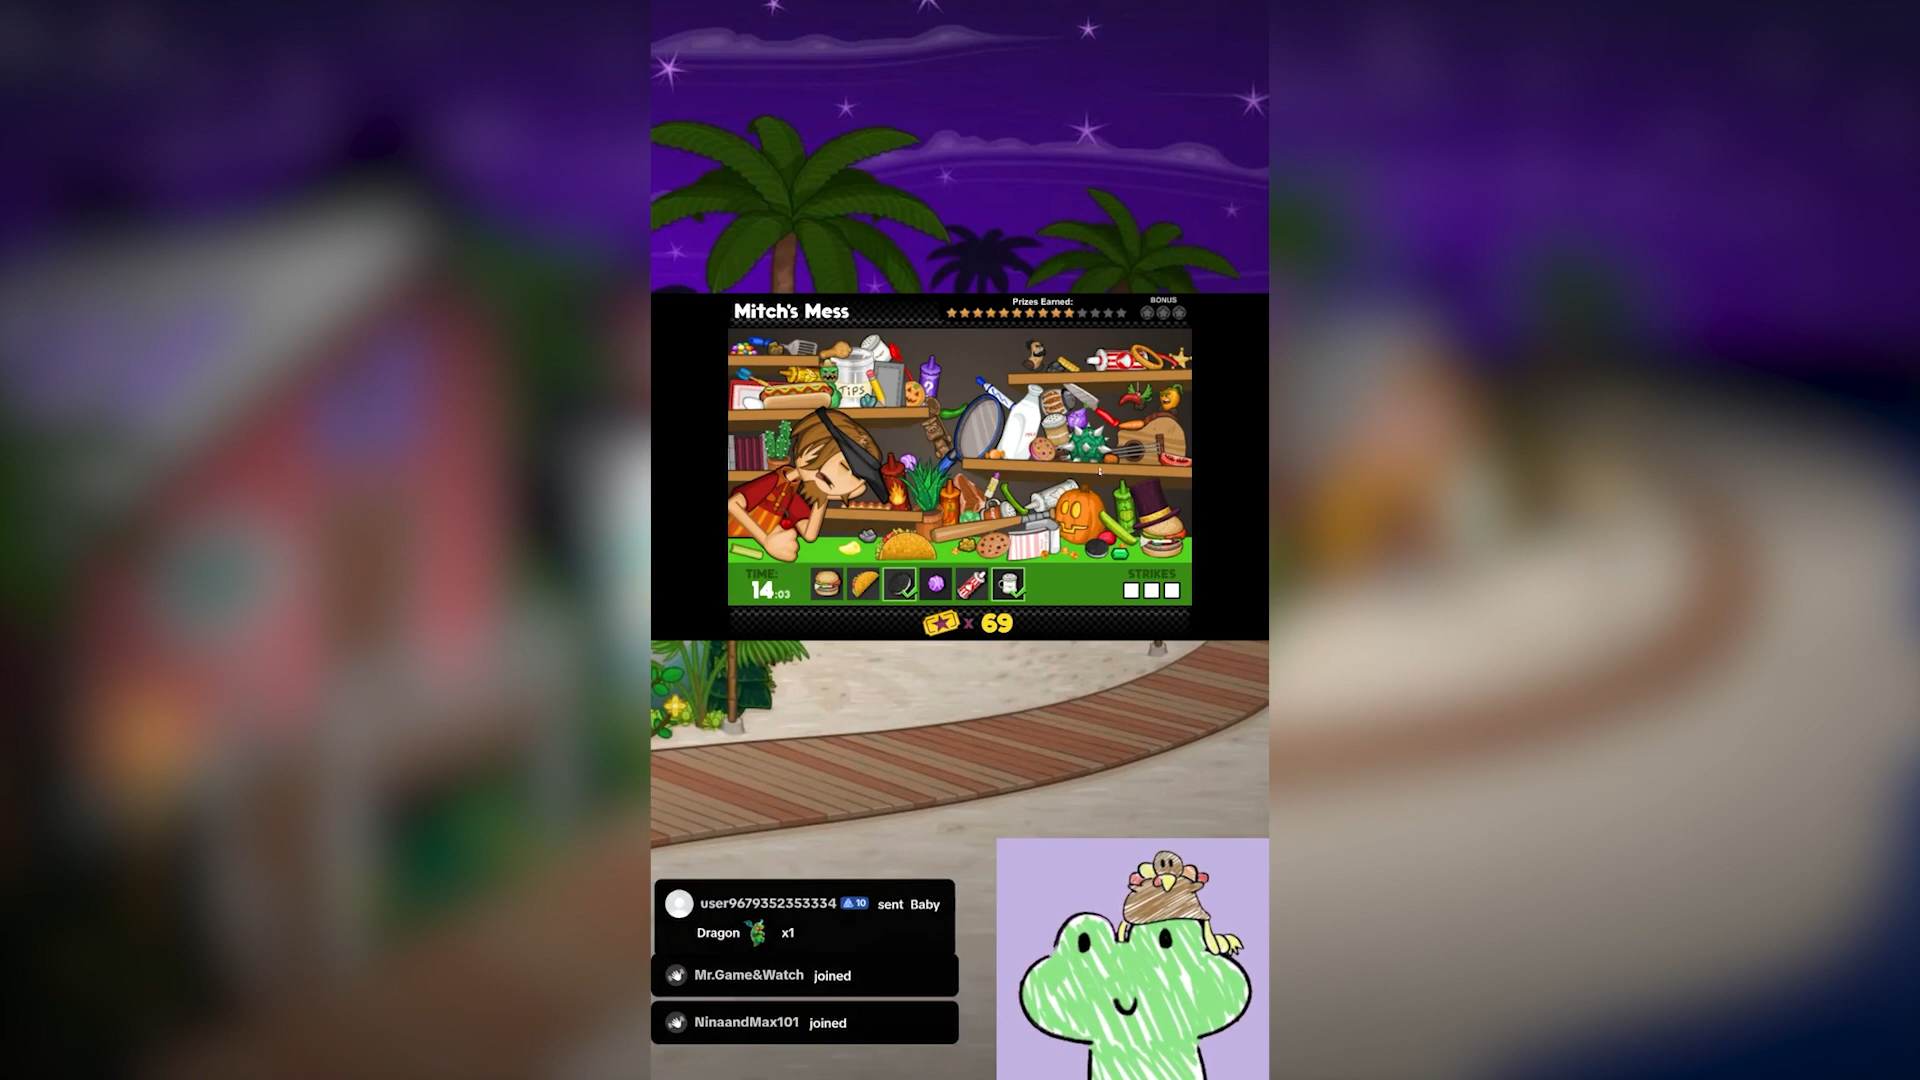 Mitch's Mess
Prizes Earned:
BONUS
TIPS
?
TIME:
14:03
STRIKES
x 69
user9679352353334 10 sent Baby
Dragon x1
Mr.Game&Watch joined
NinaandMax101 joined